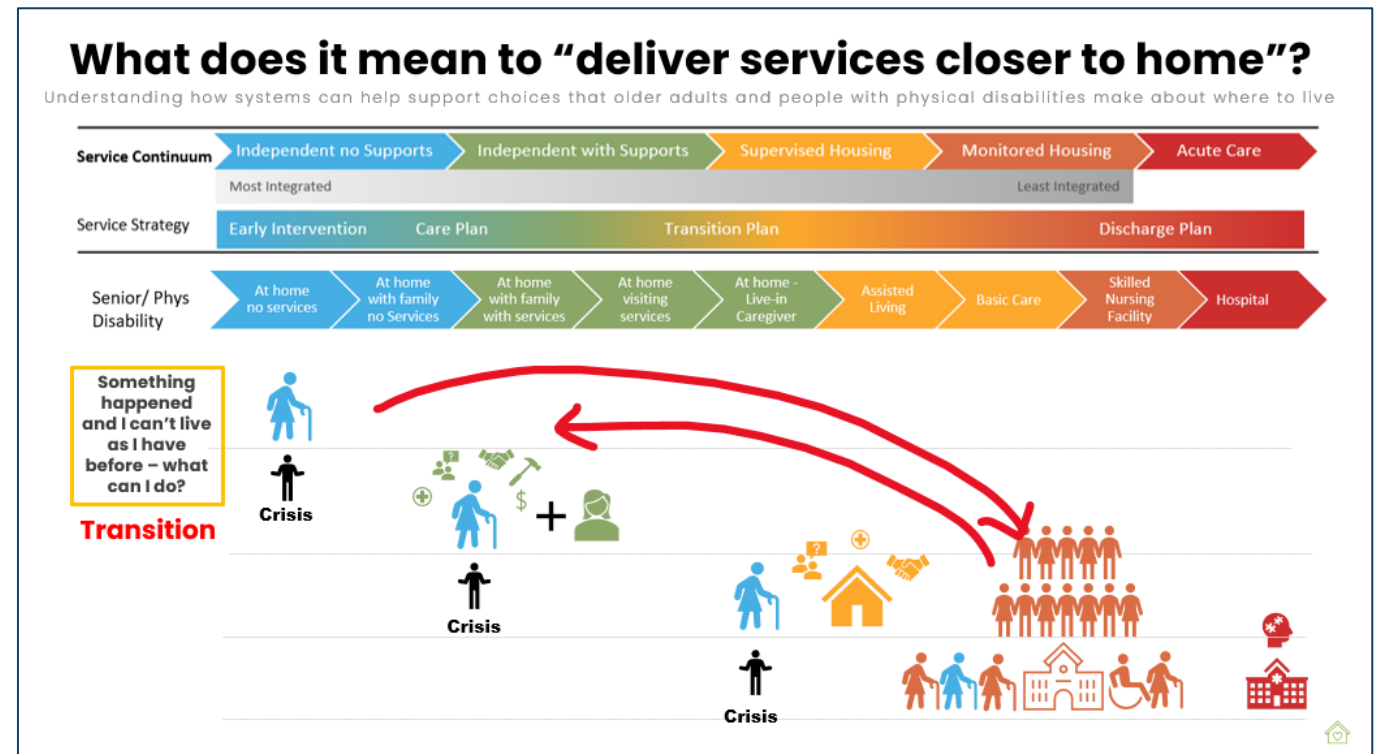 What does it mean to “deliver services closer to home”?
Understanding how systems can help support choices that older adults and people with physical disabilities make about where to live
Service Continuum
Independent no Supports
Independent with Supports
Supervised Housing
Monitored Housing
Acute Care
Most Integrated
Least Integrated
Service Strategy
Early Intervention
Care Plan
Transition Plan
Discharge Plan
Senior/ Phys
Disability
At home
no services
At home
with family
no Services
At home
with family
with services
At home
visiting
services
At home -
Live-in
Caregiver
Assisted
Living
Basic Care
Skilled
Nursing
Facility
Hospital
Something
happened
and I can’t live
as I have
before – what
can I do?
Transition
Crisis
?
$
+
Crisis
?
Crisis